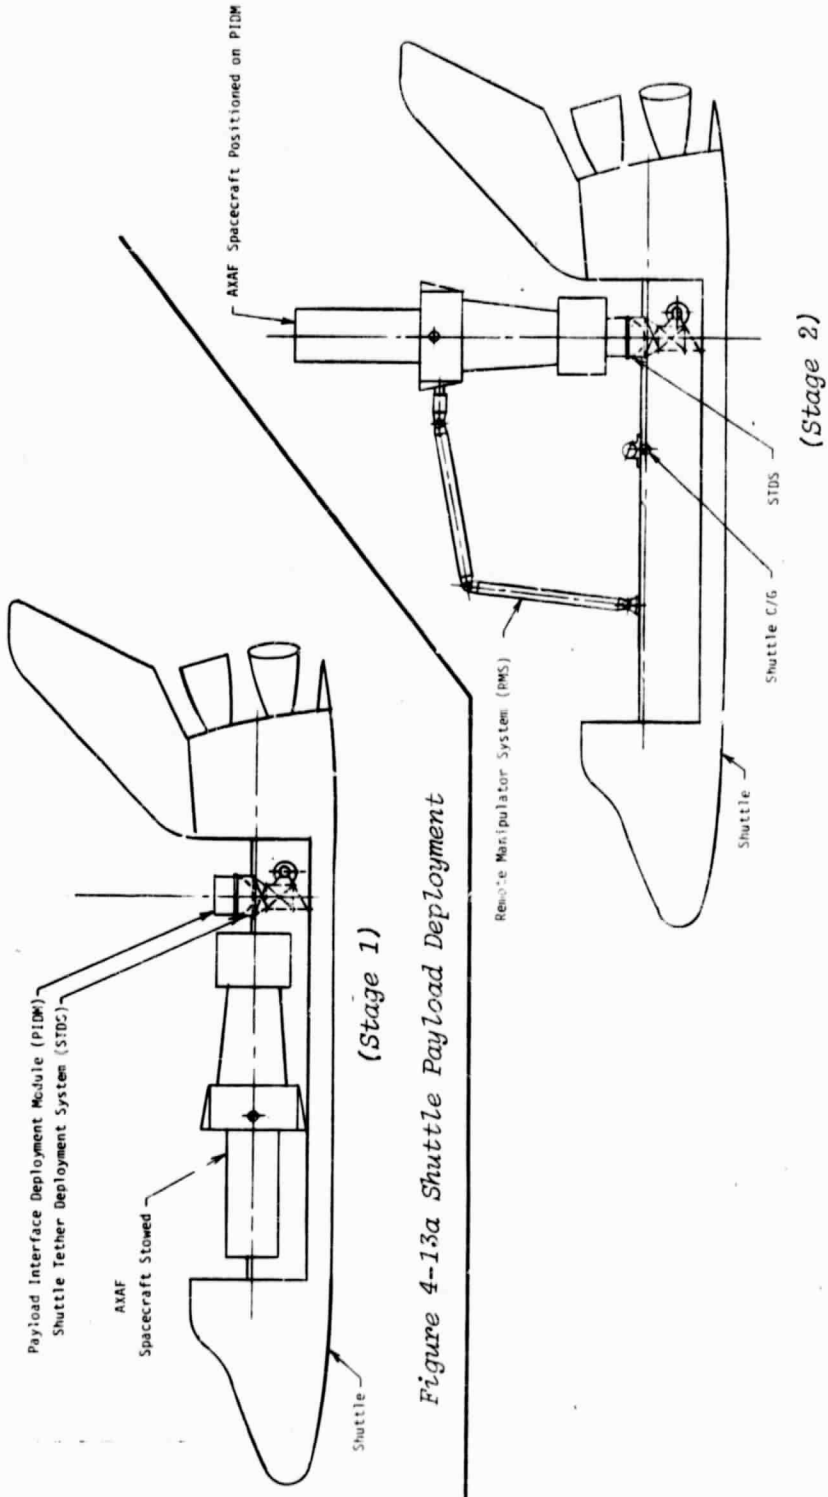 Payload Interface Deployment Module (PIDM)
Shuttle Tether Deployment System (STDS)
AXAF
Spacecraft Stowed
Shuttle
(Stage 1)
Figure 4-13a Shuttle Payload Deployment
AXAF Spacecraft Positioned on PIDM
Remote Manipulator System (RMS)
Shuttle
Shuttle C/G
STDS
(Stage 2)